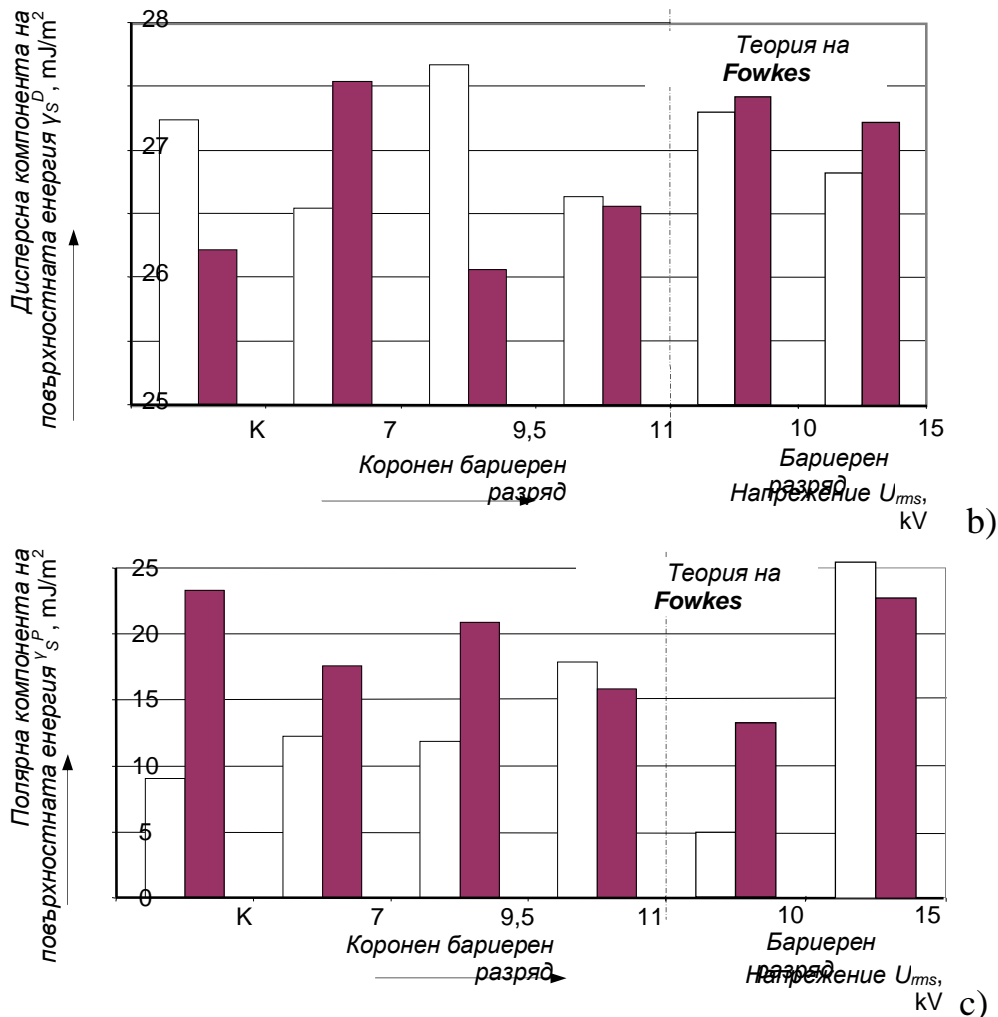 Дисперсна компонента на
повърхностната енергия γS^D, mJ/m²
28
27
26
25
Теория на
Fowkes
K 7 9,5 11 10 15
Коронен бариерен
разряд
Бариерен
разряд
Напрежение Urms,
kV
b)
Полярна компонента на
повърхностната енергия γS^P, mJ/m²
25
20
15
10
5
0
Теория на
Fowkes
K 7 9,5 11 10 15
Коронен бариерен
разряд
Бариерен
разряд
Напрежение Urms,
kV
c)